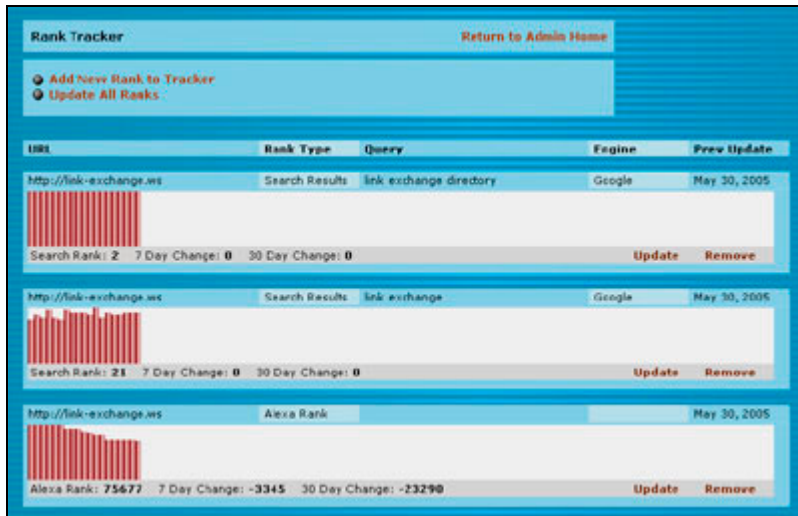 Rank Tracker Return to Admin Home
Add New Rank to Tracker
Update All Ranks
URL Rank Type Query Engine Prev Update
http://link-exchange.ws Search Results link exchange directory Google May 30, 2005
Search Rank: 2 7 Day Change: 0 30 Day Change: 0 Update Remove
http://link-exchange.ws Search Results link exchange Google May 30, 2005
Search Rank: 21 7 Day Change: 0 30 Day Change: 0 Update Remove
http://link-exchange.ws Alexa Rank May 30, 2005
Alexa Rank: 75677 7 Day Change: -3345 30 Day Change: -23290 Update Remove